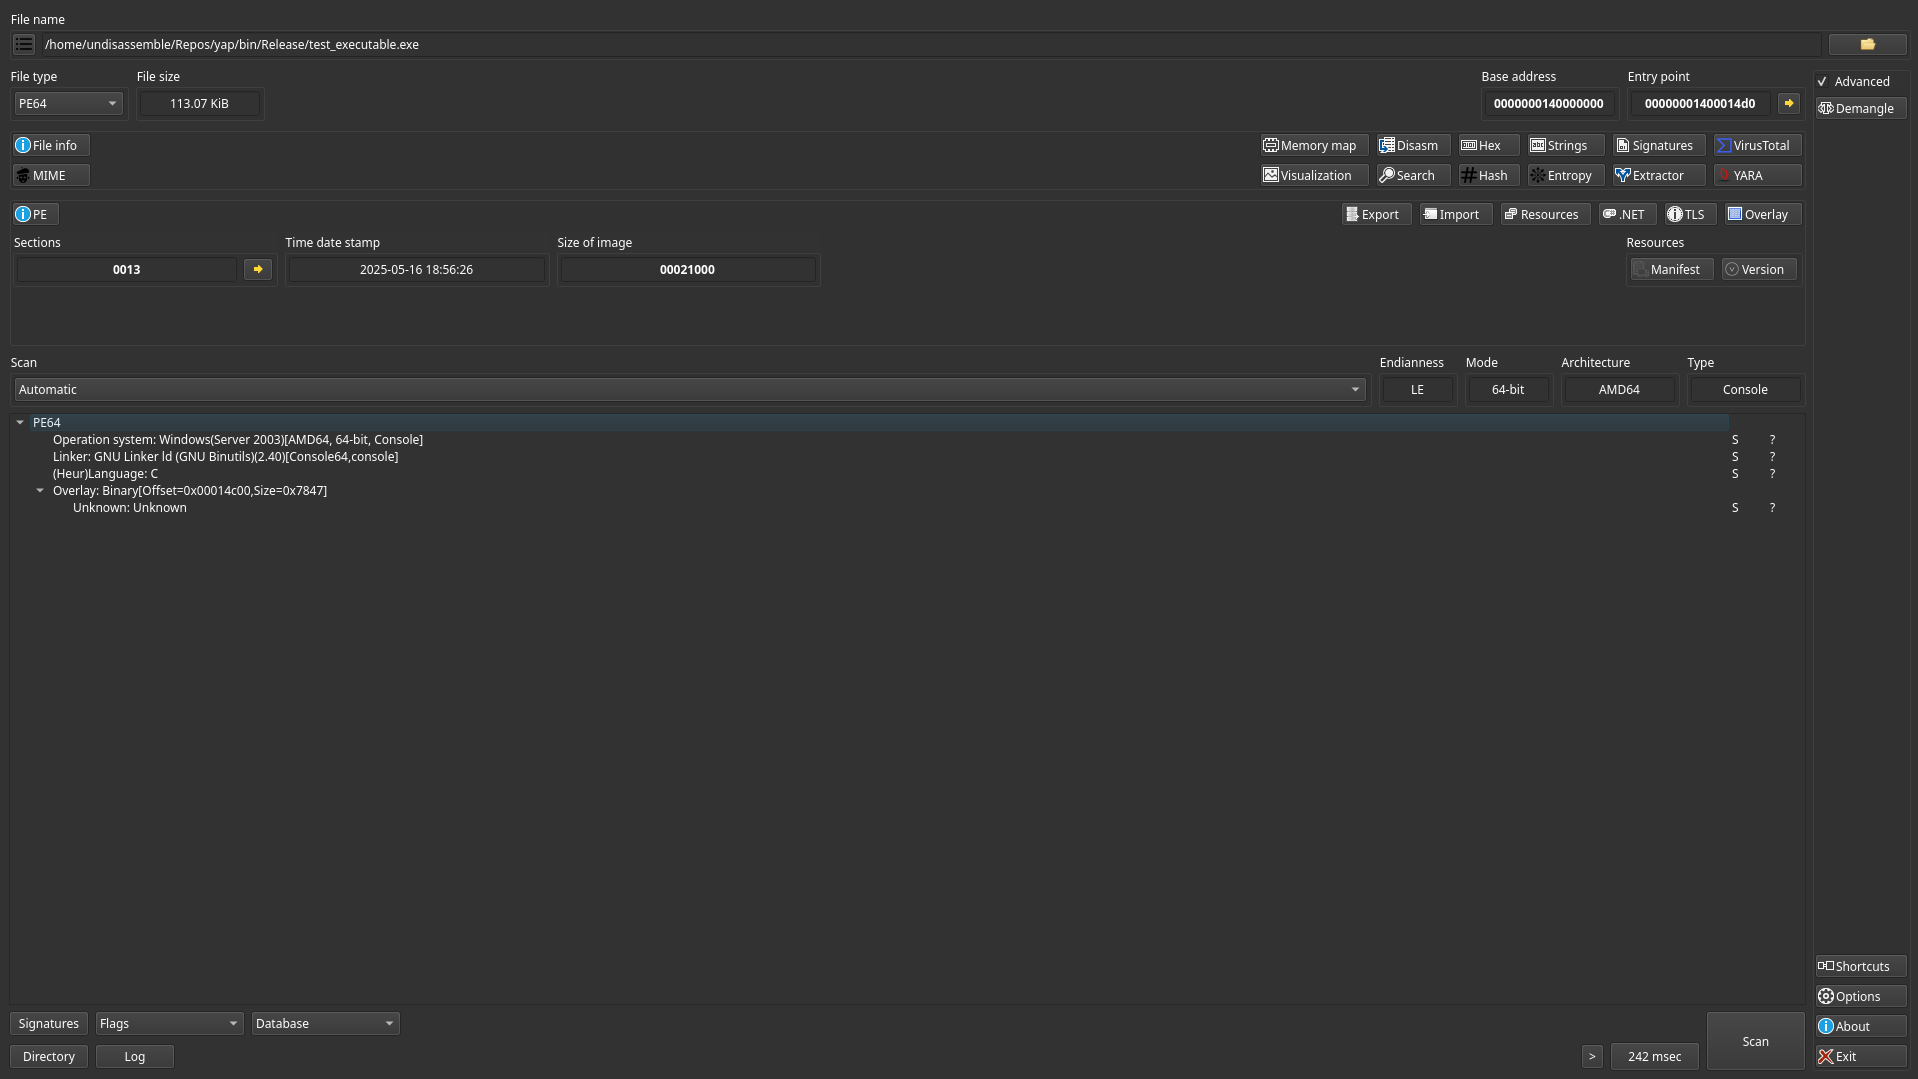 File name
/home/undisassemble/Repos/yap/bin/Release/test_executable.exe
File type
File size
Base address
Entry point
Advanced
PE64
113.07 KiB
0000000140000000
00000001400014d0
Demangle
File info
Memory map
Disasm
Hex
Strings
Signatures
VirusTotal
MIME
Visualization
Search
Hash
Entropy
Extractor
YARA
PE
Export
Import
Resources
.NET
TLS
Overlay
Sections
Time date stamp
Size of image
Resources
0013
2025-05-16 18:56:26
00021000
Manifest
Version
Scan
Endianness
Mode
Architecture
Type
Automatic
LE
64-bit
AMD64
Console
PE64
Operation system: Windows(Server 2003)[AMD64, 64-bit, Console]
S ?
Linker: GNU Linker ld (GNU Binutils)(2.40)[Console64,console]
S ?
(Heur)Language: C
S ?
Overlay: Binary[Offset=0x00014c00,Size=0x7847]
Unknown: Unknown
S ?
Shortcuts
Options
Signatures
Flags
Database
About
Scan
Directory
Log
>
242 msec
Exit